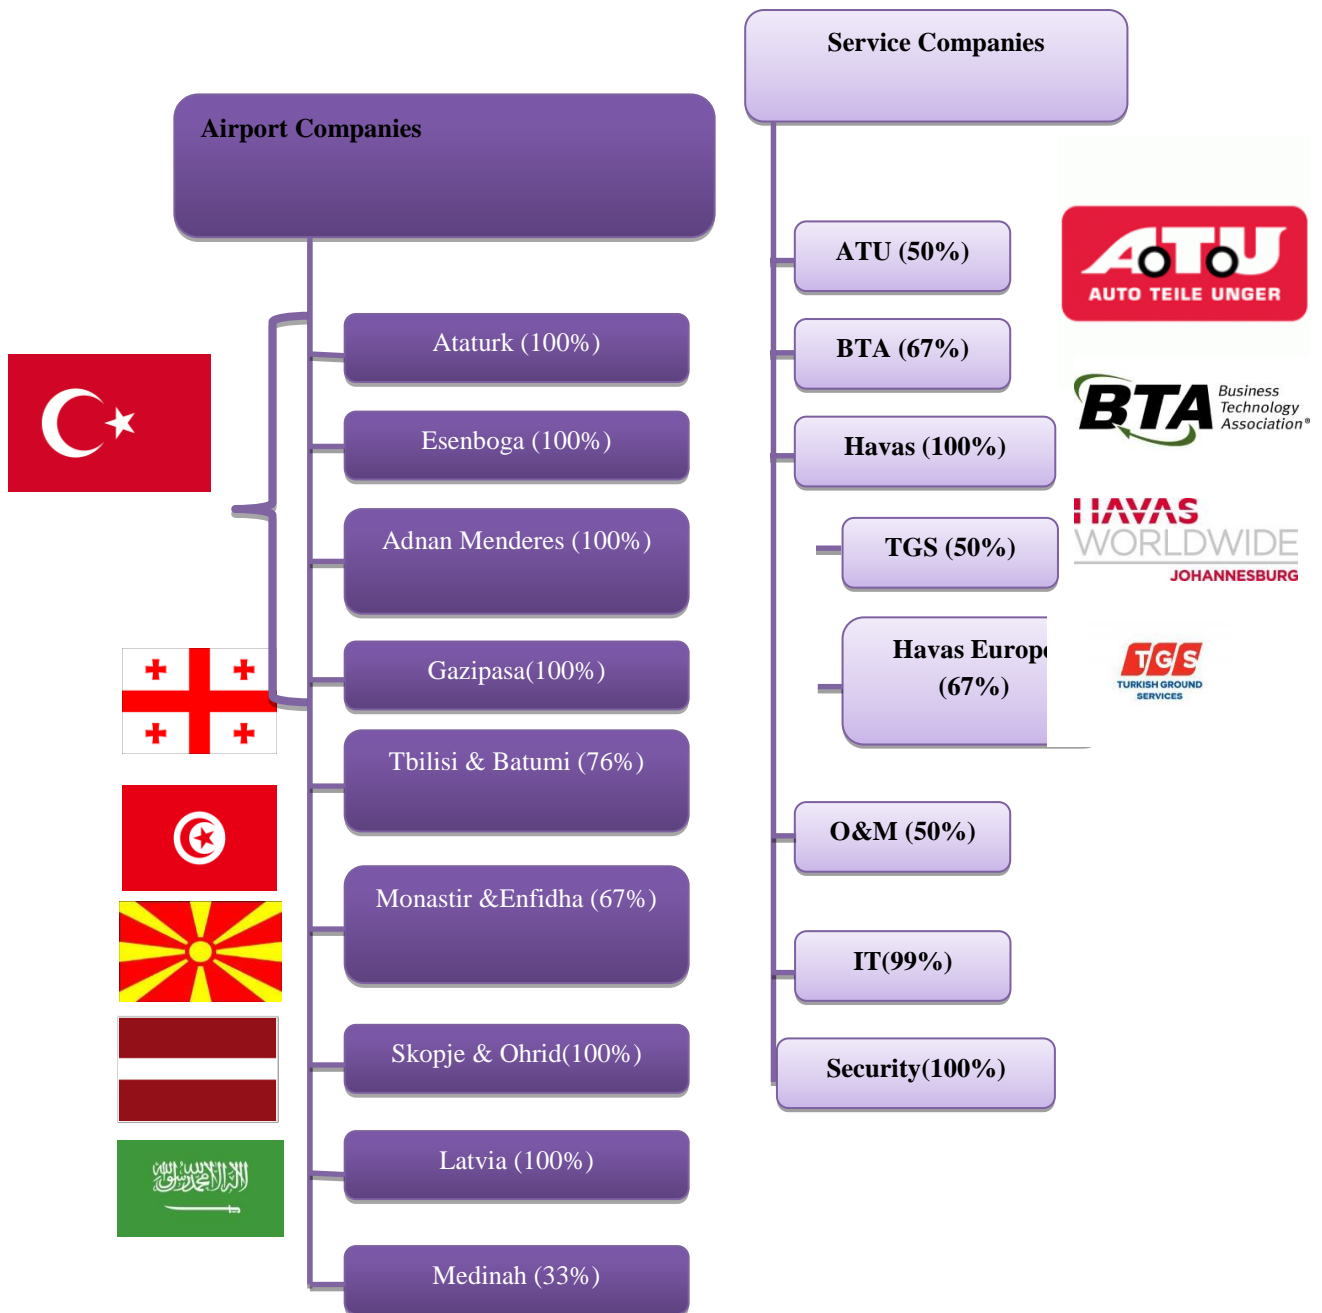 Airport Companies
Ataturk (100%)
Esenboga (100%)
Adnan Menderes (100%)
Gazipasa(100%)
Tbilisi & Batumi (76%)
Monastir &Enfidha (67%)
Skopje & Ohrid(100%)
Latvia (100%)
Medinah (33%)
Service Companies
ATU (50%)
BTA (67%)
Havas (100%)
TGS (50%)
Havas Europe
(67%)
O&M (50%)
IT(99%)
Security(100%)
ATU
AUTO TEILE UNGER
BTA
Business
Technology
Association®
HAVAS
WORLDWIDE
JOHANNESBURG
TGS
TURKISH GROUND
SERVICES